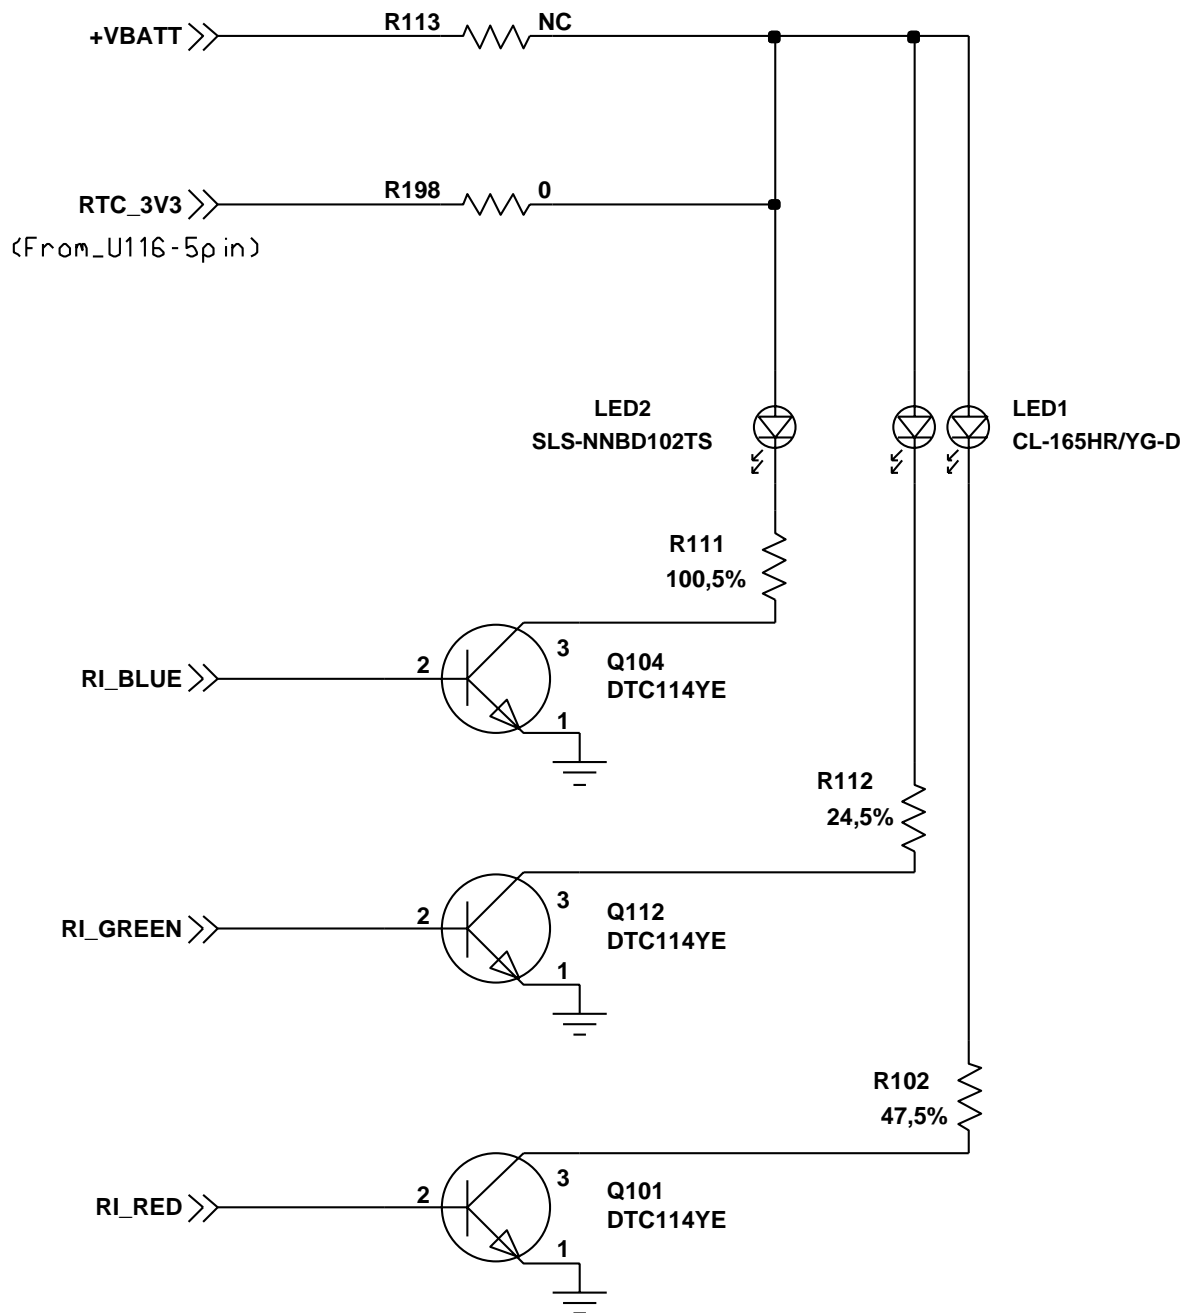 R113 NC
+VBATT
R198 0
RTC_3V3
(From_U116-5pin)
LED2
SLS-NNBD102TS
LED1
CL-165HR/YG-D
R111
100,5%
3
2
RI_BLUE
Q104
DTC114YE
1
R112
24,5%
3
2
RI_GREEN
Q112
DTC114YE
1
R102
47,5%
3
2
RI_RED
Q101
DTC114YE
1